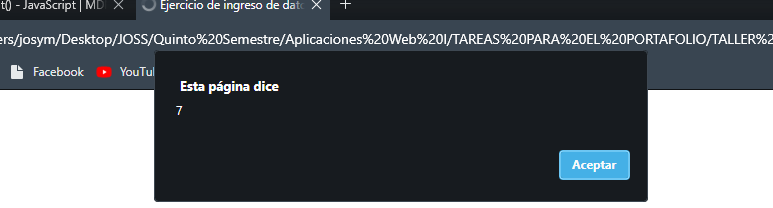 t() - JavaScript | MD
Ejercicio de ingreso de dato
ers/josym/Desktop/JOSS/Quinto%20Semestre/Aplicaciones%20Web%20I/TAREAS%20PARA%20EL%20PORTAFOLIO/TALLER%2
Facebook
YouTu
Esta página dice
7
Aceptar